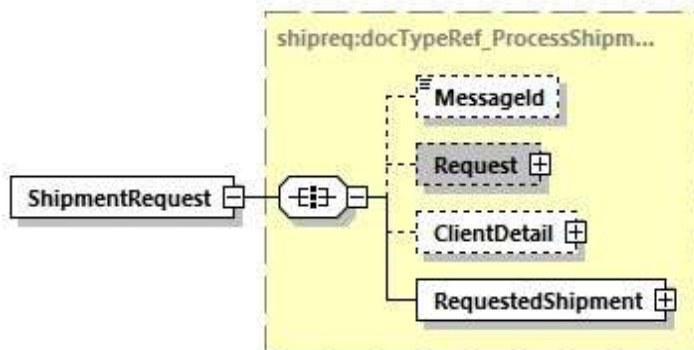 shipreq:docTypeRef_ProcessShipm...
MessageId
Request
ShipmentRequest
ClientDetail
RequestedShipment